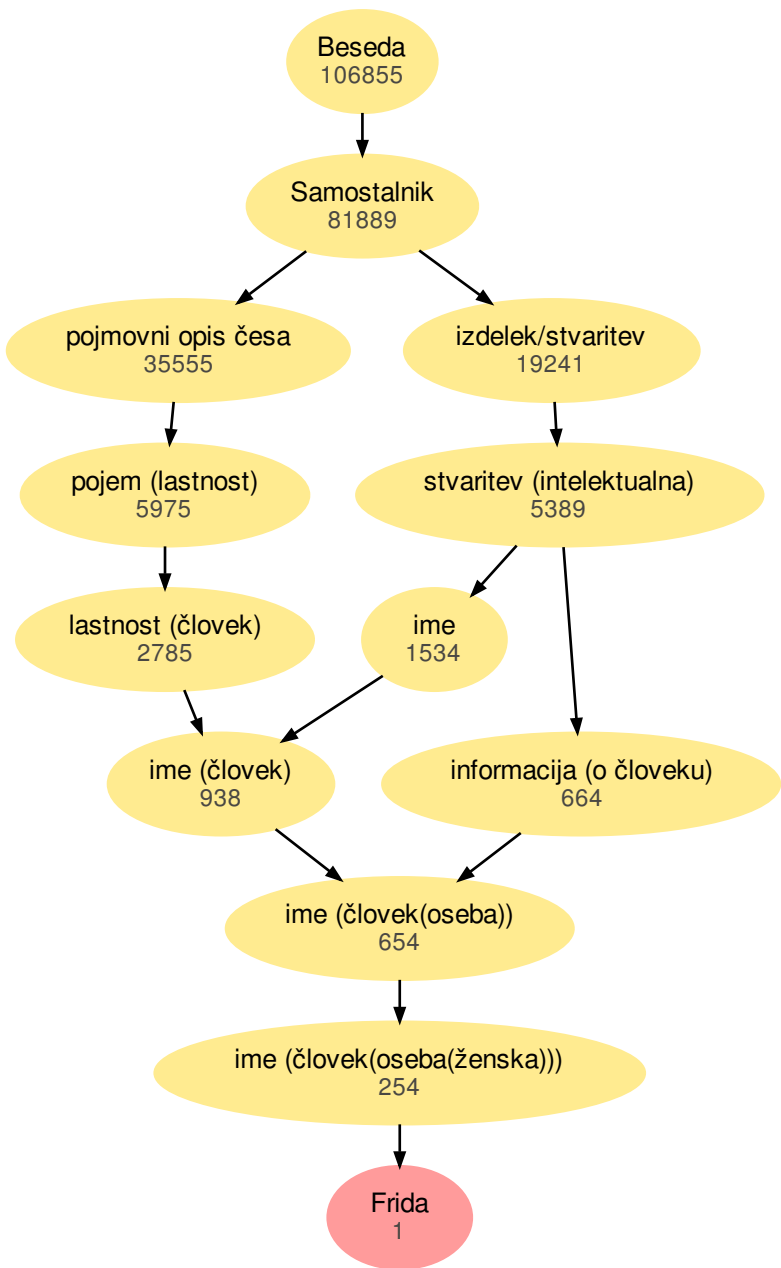 Beseda
106855
Samostalnik
81889
pojmovni opis česa
35555
izdelek/stvaritev
19241
pojem (lastnost)
5975
stvaritev (intelektualna)
5389
lastnost (človek)
2785
ime
1534
ime (človek)
938
informacija (o človeku)
664
ime (človek(oseba))
654
ime (človek(oseba(ženska)))
254
Frida
1